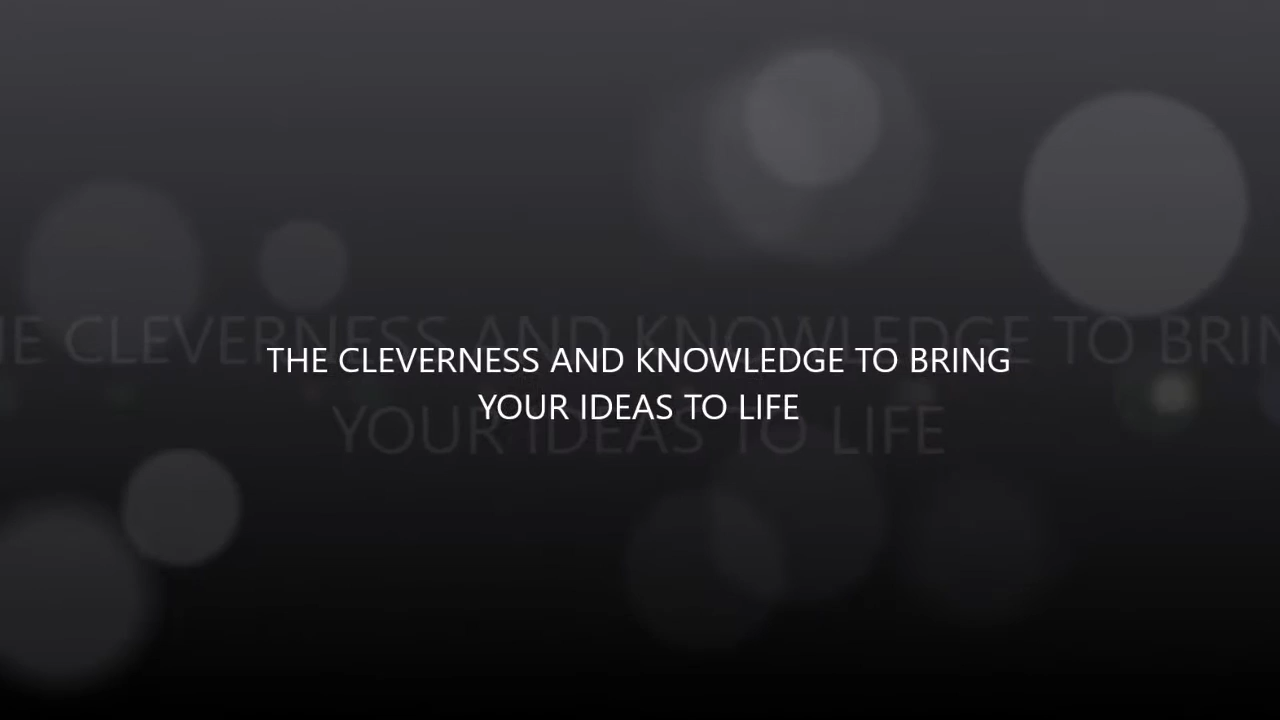 THE CLEVERNESS AND KNOWLEDGE TO BRING
YOUR IDEAS TO LIFE